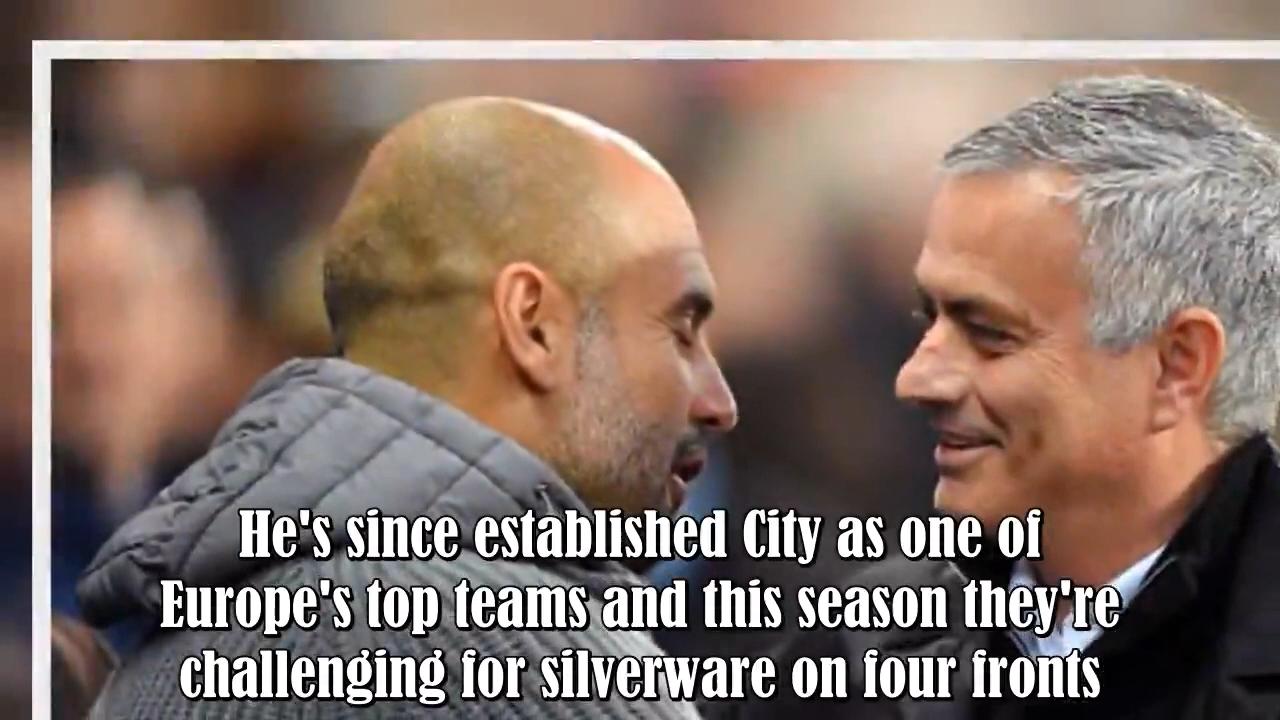 He's since established City as one of
Europe's top teams and this season they're
challenging for silverware on four fronts